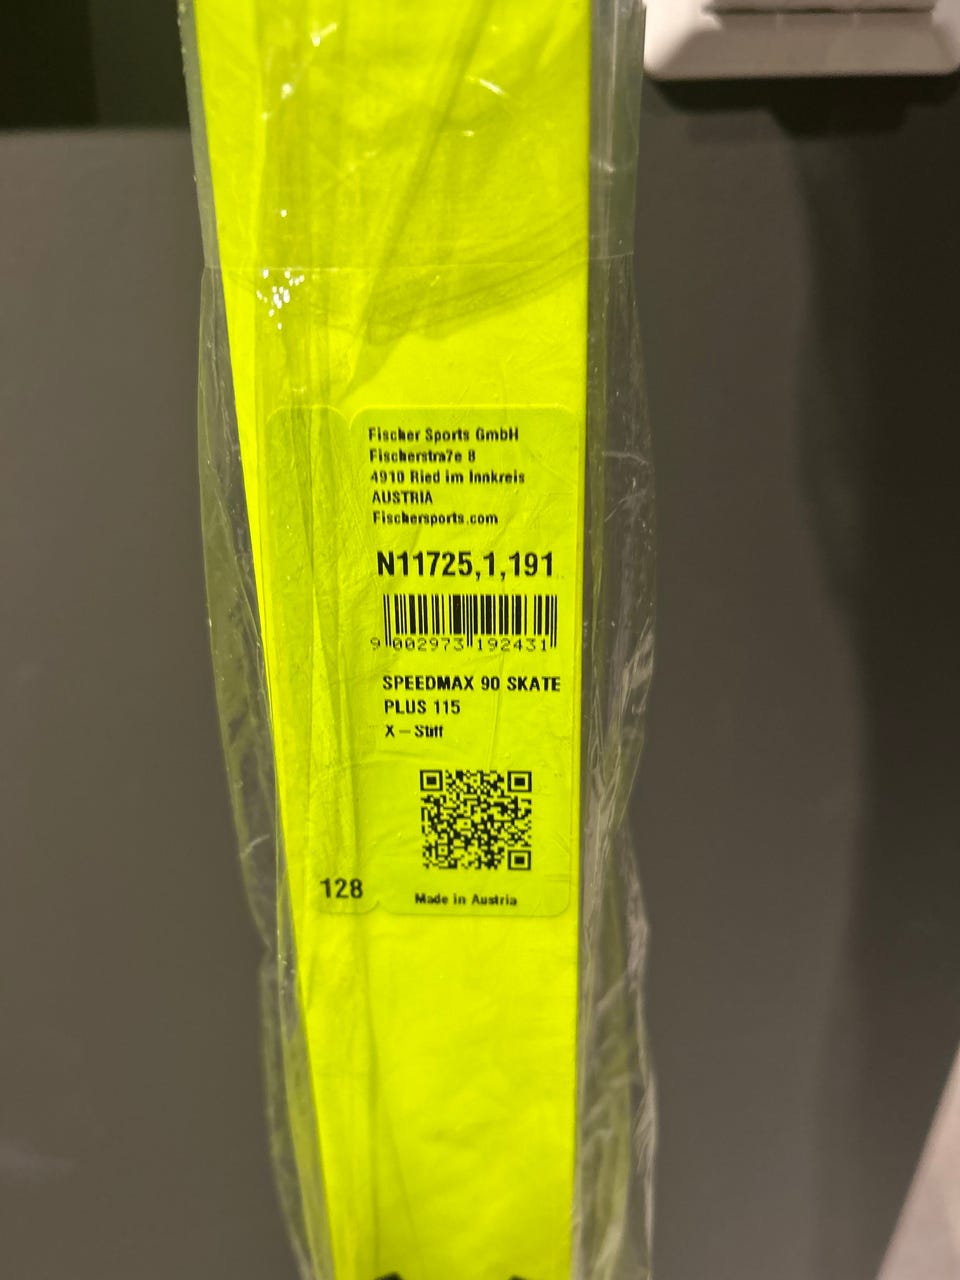 Fischer Sports GmbH
Fischerstra7e 8
4910 Ried im Innkreis
AUSTRIA
Fischersports.com
N11725,1,191
9 002973 192431
SPEEDMAX 90 SKATE
PLUS 115
X – Stiff
128
Made in Austria